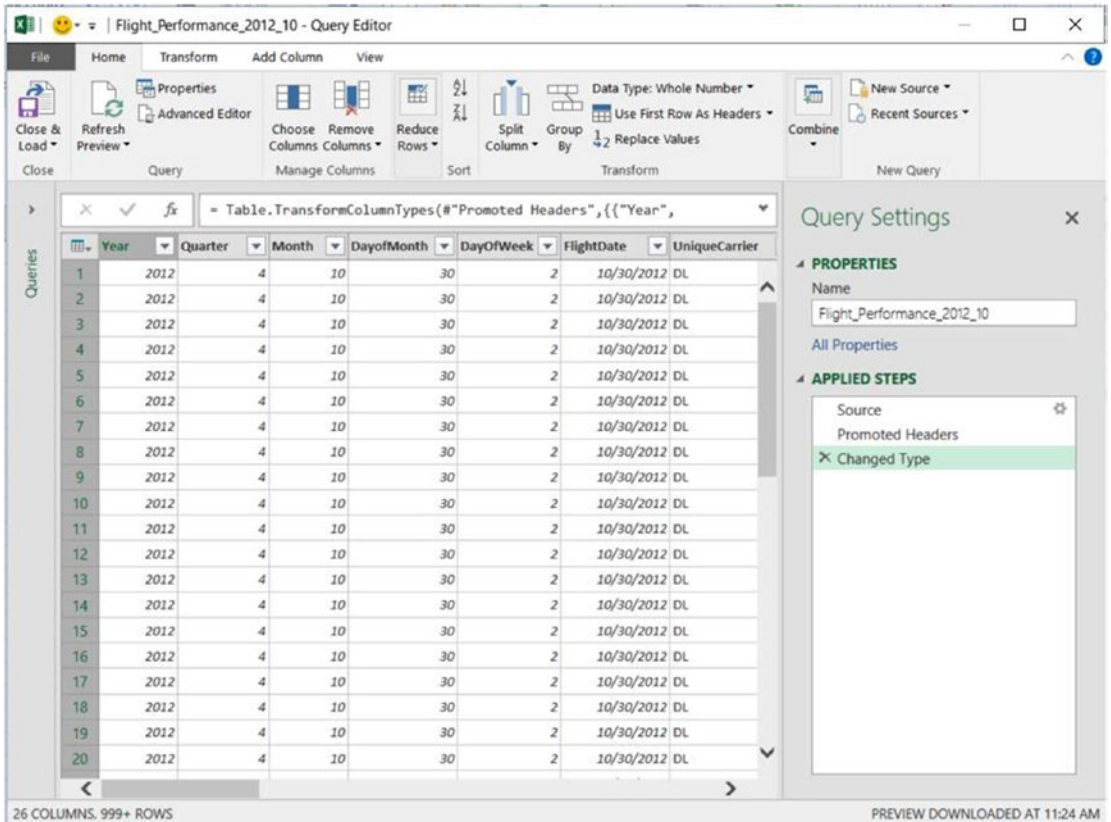 Flight_Performance_2012_10 - Query Editor
File Home Transform Add Column View
Close & Load
Refresh Preview
Properties
Advanced Editor
Choose Columns
Remove Columns
Reduce Rows
Split Column
Group By
Data Type: Whole Number
Use First Row As Headers
Replace Values
Combine
New Source
Recent Sources
Close Query Manage Columns Sort Transform New Query
Queries
fx = Table.TransformColumnTypes(#"Promoted Headers",{{"Year",
Year Quarter Month DayofMonth DayOfWeek FlightDate UniqueCarrier
1 2012 4 10 30 2 10/30/2012 DL
2 2012 4 10 30 2 10/30/2012 DL
3 2012 4 10 30 2 10/30/2012 DL
4 2012 4 10 30 2 10/30/2012 DL
5 2012 4 10 30 2 10/30/2012 DL
6 2012 4 10 30 2 10/30/2012 DL
7 2012 4 10 30 2 10/30/2012 DL
8 2012 4 10 30 2 10/30/2012 DL
9 2012 4 10 30 2 10/30/2012 DL
10 2012 4 10 30 2 10/30/2012 DL
11 2012 4 10 30 2 10/30/2012 DL
12 2012 4 10 30 2 10/30/2012 DL
13 2012 4 10 30 2 10/30/2012 DL
14 2012 4 10 30 2 10/30/2012 DL
15 2012 4 10 30 2 10/30/2012 DL
16 2012 4 10 30 2 10/30/2012 DL
17 2012 4 10 30 2 10/30/2012 DL
18 2012 4 10 30 2 10/30/2012 DL
19 2012 4 10 30 2 10/30/2012 DL
20 2012 4 10 30 2 10/30/2012 DL
Query Settings
PROPERTIES
Name
Flight_Performance_2012_10
All Properties
APPLIED STEPS
Source
Promoted Headers
Changed Type
26 COLUMNS, 999+ ROWS
PREVIEW DOWNLOADED AT 11:24 AM